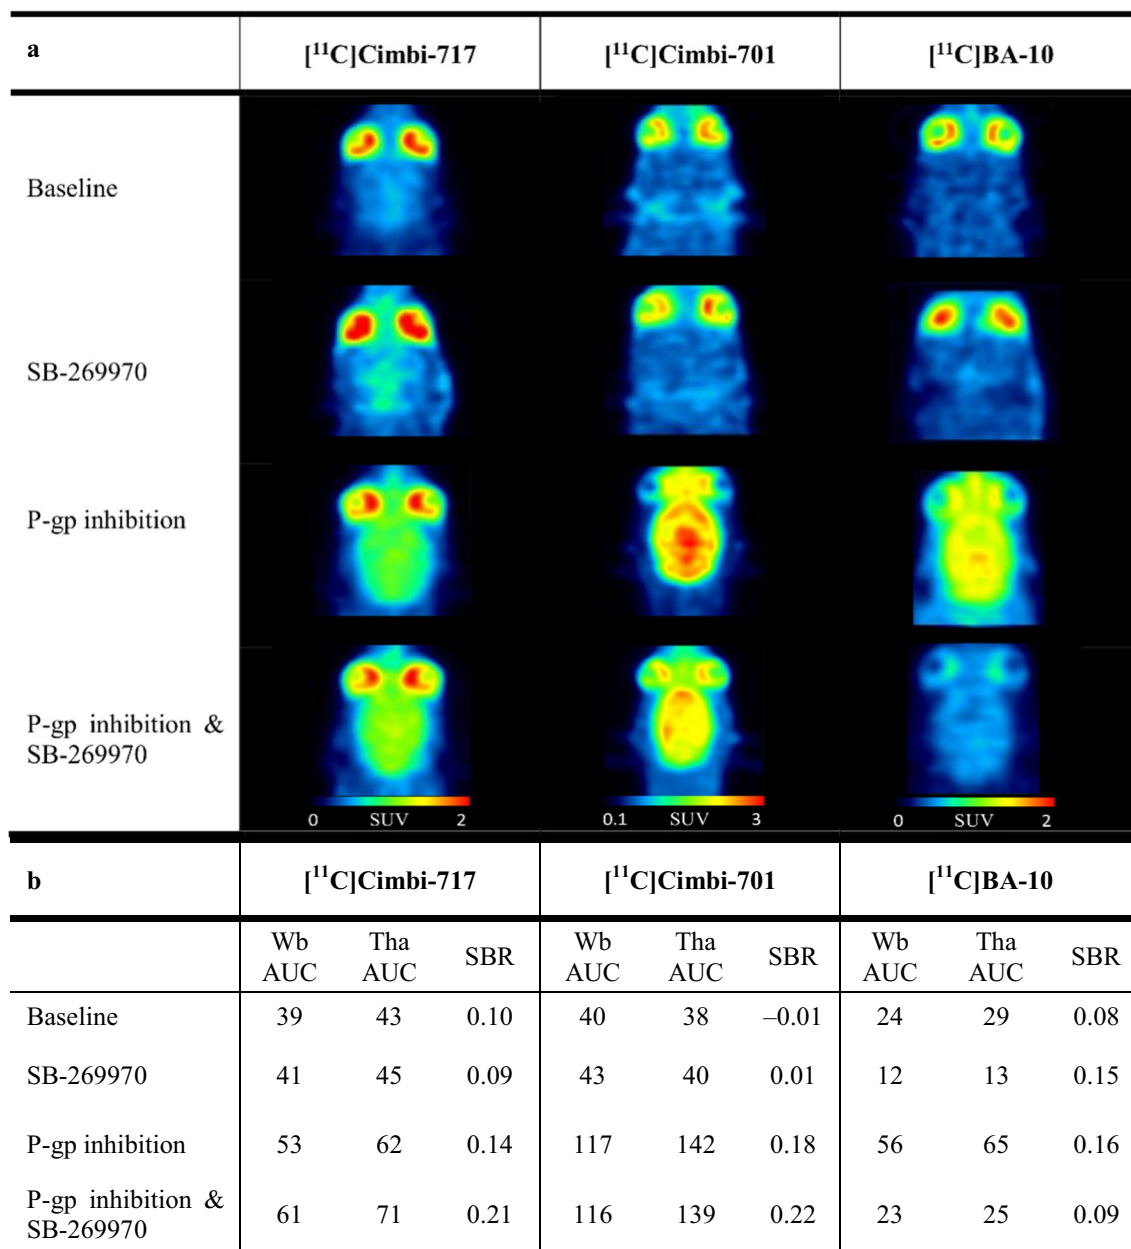 a [¹¹C]Cimbi-717 [¹¹C]Cimbi-701 [¹¹C]BA-10
Baseline
SB-269970
P-gp inhibition
P-gp inhibition &
SB-269970
0 SUV 2 0.1 SUV 3 0 SUV 2
b [¹¹C]Cimbi-717 [¹¹C]Cimbi-701 [¹¹C]BA-10
Wb Tha Wb Tha Wb Tha
AUC AUC SBR AUC AUC SBR AUC AUC SBR
Baseline 39 43 0.10 40 38 –0.01 24 29 0.08
SB-269970 41 45 0.09 43 40 0.01 12 13 0.15
P-gp inhibition 53 62 0.14 117 142 0.18 56 65 0.16
P-gp inhibition &
SB-269970 61 71 0.21 116 139 0.22 23 25 0.09